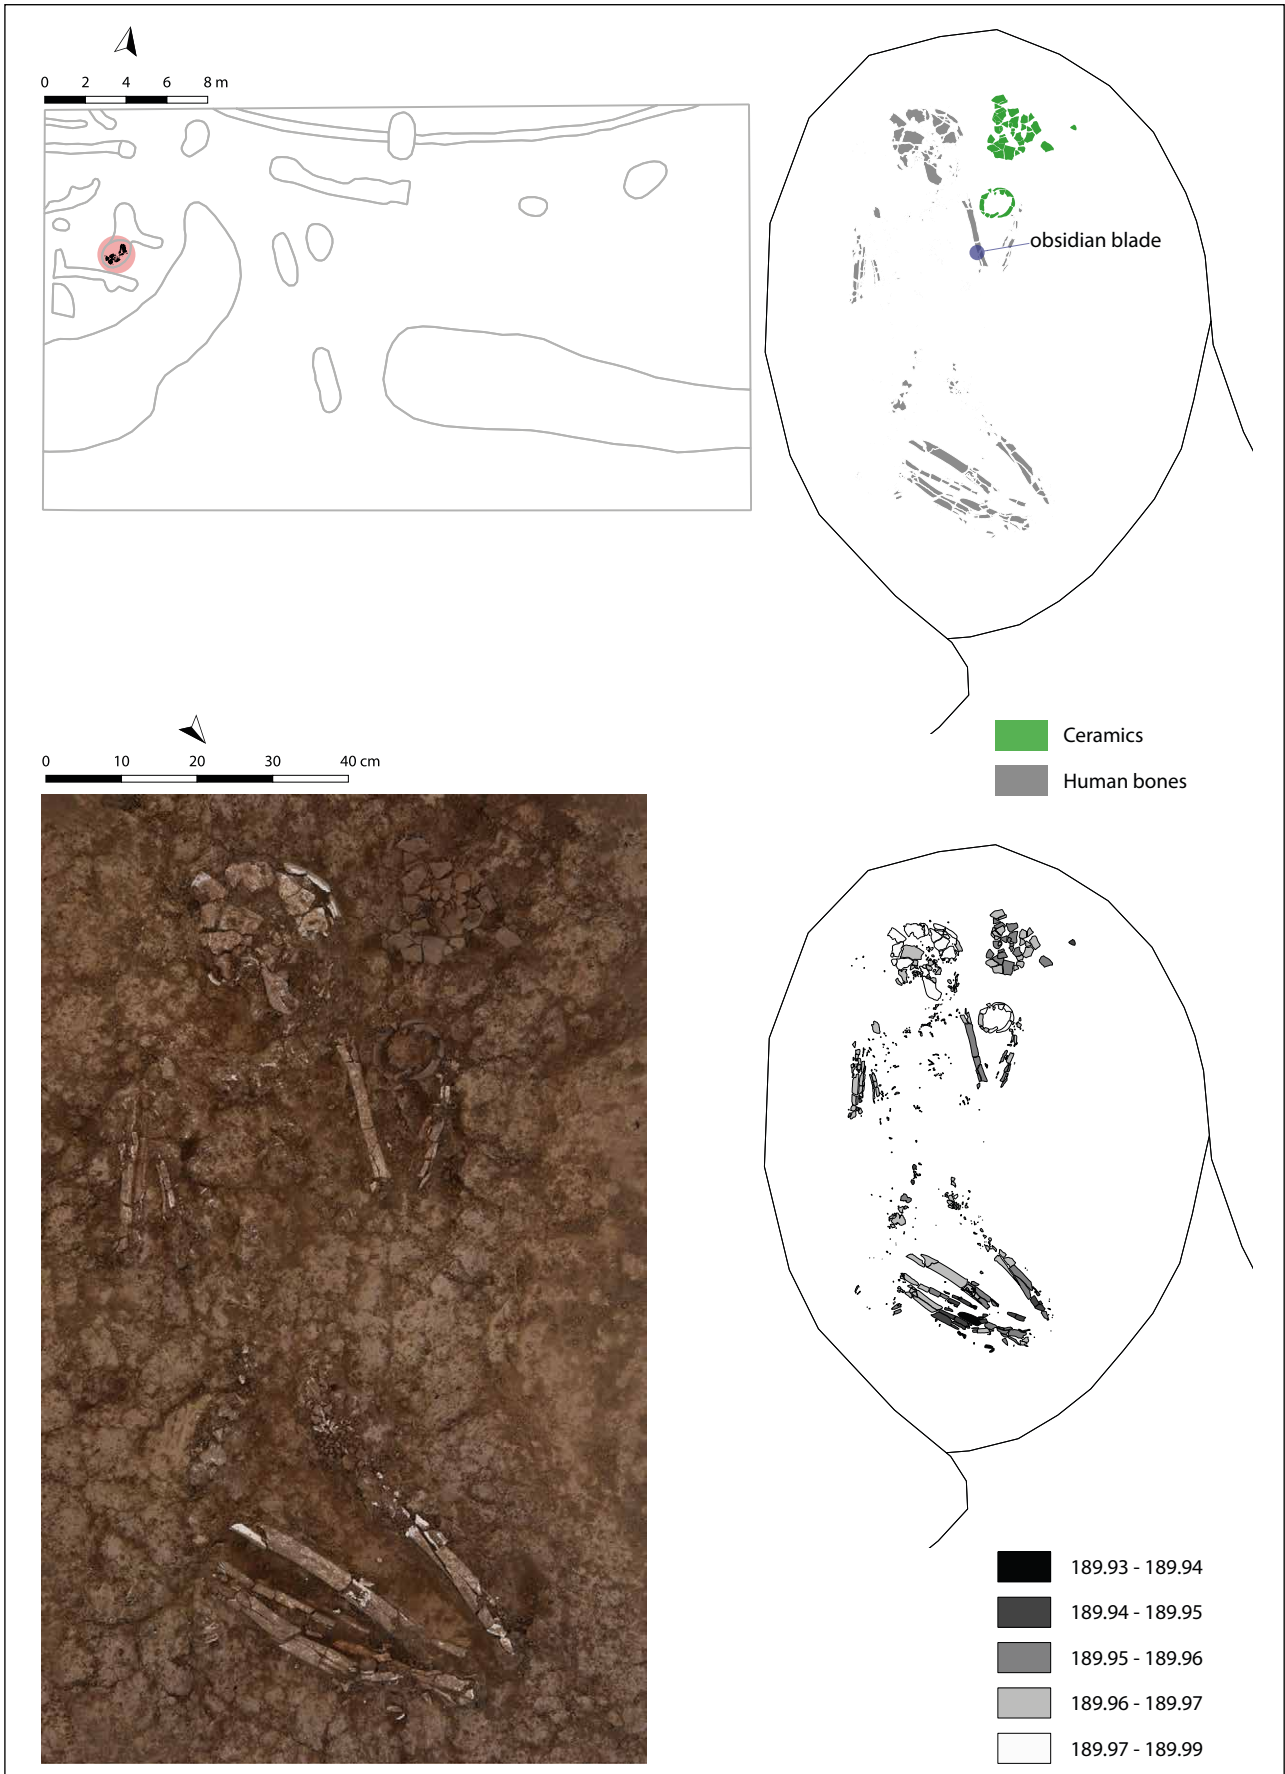 0 2 4 6 8 m
obsidian blade
Ceramics
Human bones
0 10 20 30 40 cm
189.93 - 189.94
189.94 - 189.95
189.95 - 189.96
189.96 - 189.97
189.97 - 189.99